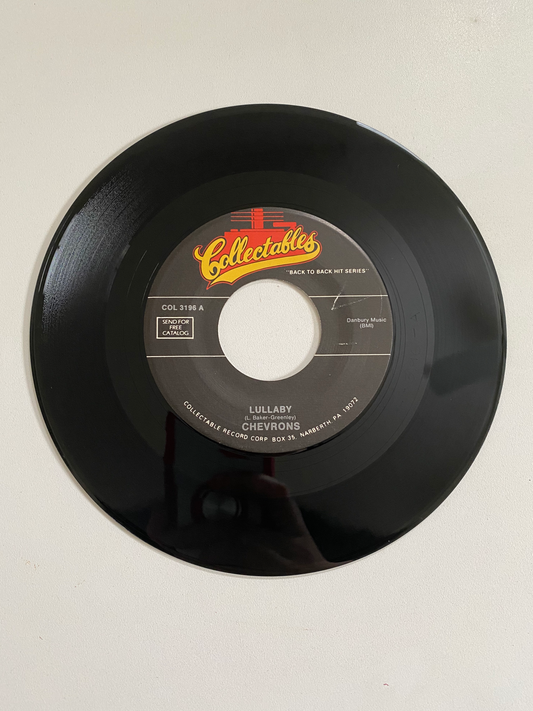 Collectables
"BACK TO BACK HIT SERIES"
COL 3196 A
SEND FOR
FREE
CATALOG
Danbury Music
(BMI)
LULLABY
(L. Baker-Greenley)
CHEVRONS
COLLECTABLE RECORD CORP BOX 35, NARBERTH, PA 19072